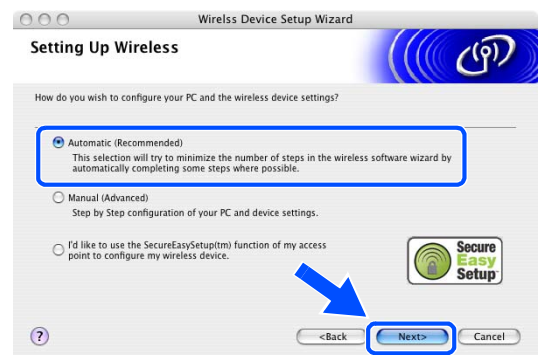 Wirelss Device Setup Wizard
Setting Up Wireless
How do you wish to configure your PC and the wireless device settings?
Automatic (Recommended)
This selection will try to minimize the number of steps in the wireless software wizard by
automatically completing some steps where possible.
Manual (Advanced)
Step by Step configuration of your PC and device settings.
I'd like to use the SecureEasySetup(tm) function of my access
point to configure my wireless device.
Secure
Easy
Setup™
?
<Back
Next>
Cancel